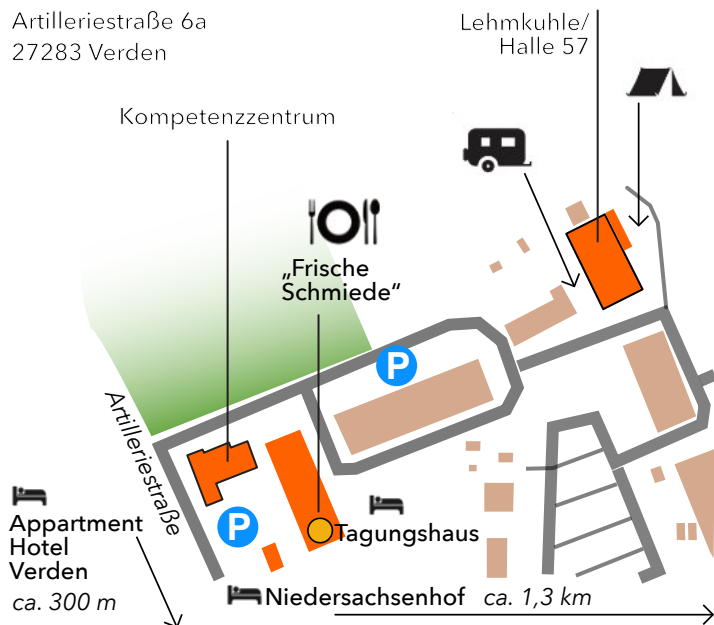 Artilleriestraße 6a
27283 Verden
Lehmkuhle/
Halle 57
Kompetenzzentrum
„Frische
Schmiede“
P
Artilleriestraße
P
Tagungshaus
Appartment
Hotel
Verden
ca. 300 m
Niedersachsenhof ca. 1,3 km